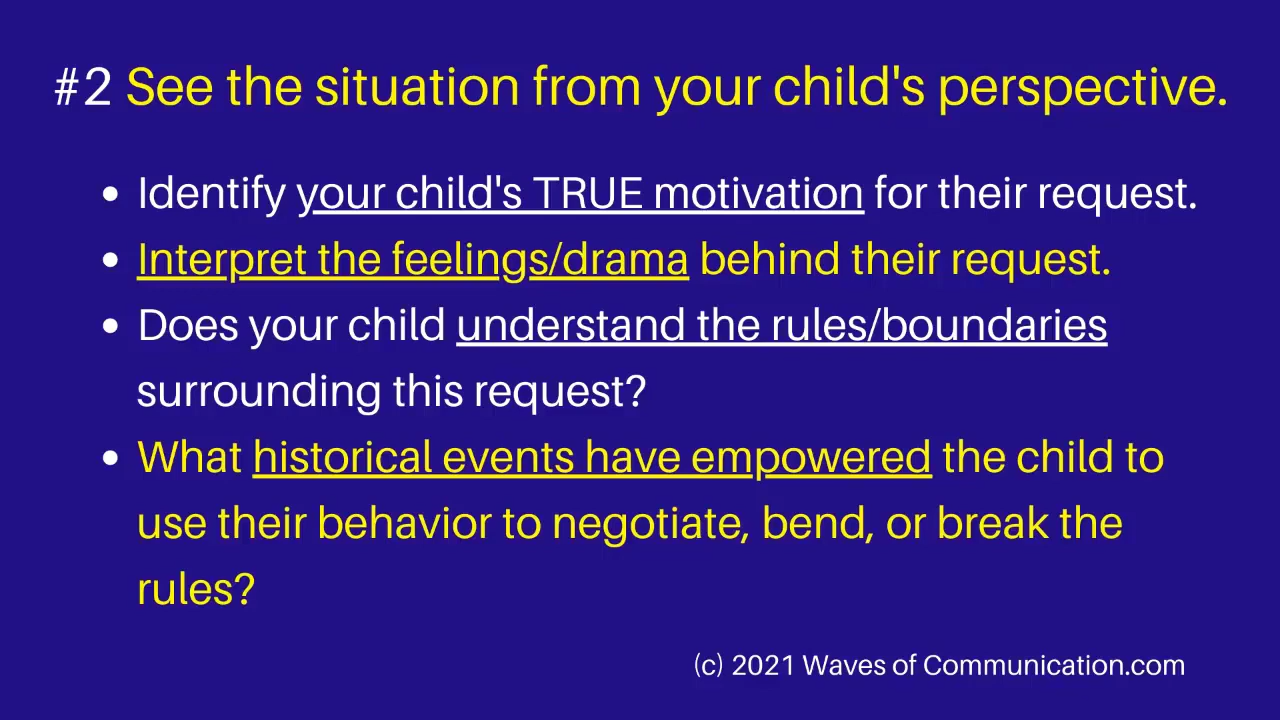 #2 See the situation from your child's perspective.
• Identify your child's TRUE motivation for their request.
• Interpret the feelings/drama behind their request.
• Does your child understand the rules/boundaries
surrounding this request?
• What historical events have empowered the child to
use their behavior to negotiate, bend, or break the
rules?
(c) 2021 Waves of Communication.com